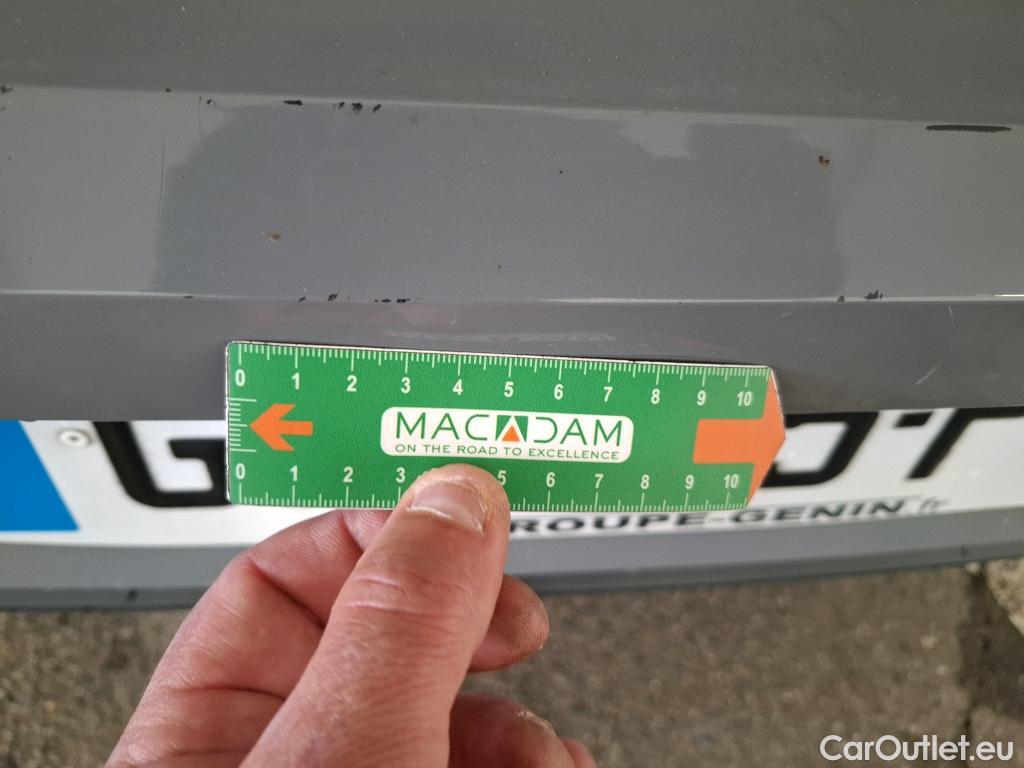 0 1 2 3 4 5 6 7 8 9 10
MACADAM
ON THE ROAD TO EXCELLENCE
0 1 2 3 5 6 7 8 9 10
ROUPE-GENIN.fr
CarOutlet.eu